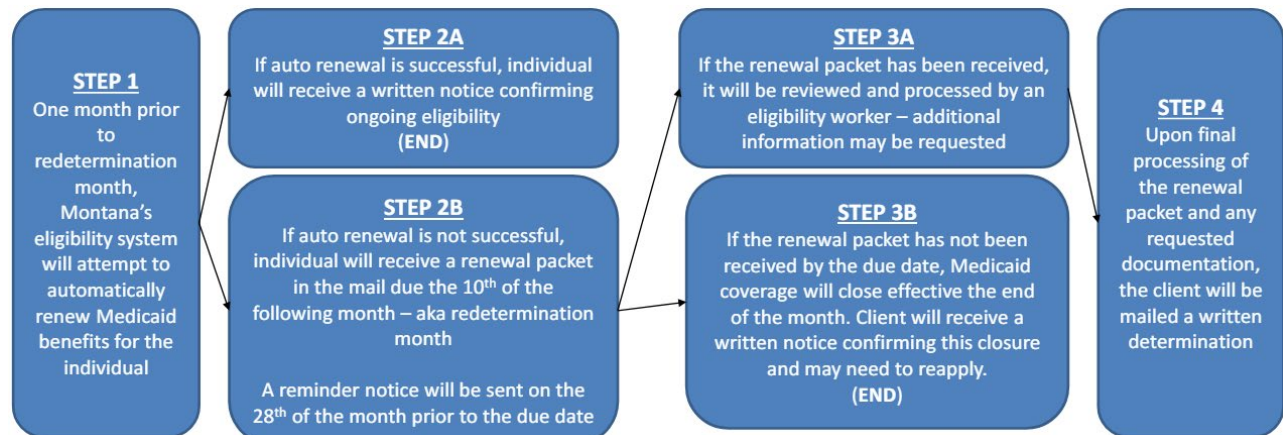 STEP 1
One month prior
to
redetermination
month,
Montana’s
eligibility system
will attempt to
automatically
renew Medicaid
benefits for the
individual
STEP 2A
If auto renewal is successful, individual
will receive a written notice confirming
ongoing eligibility
(END)
STEP 2B
If auto renewal is not successful,
individual will receive a renewal packet
in the mail due the 10th of the
following month – aka redetermination
month
A reminder notice will be sent on the
28th of the month prior to the due date
STEP 3A
If the renewal packet has been received,
it will be reviewed and processed by an
eligibility worker – additional
information may be requested
STEP 3B
If the renewal packet has not been
received by the due date, Medicaid
coverage will close effective the end
of the month. Client will receive a
written notice confirming this closure
and may need to reapply.
(END)
STEP 4
Upon final
processing of
the renewal
packet and any
requested
documentation,
the client will be
mailed a written
determination